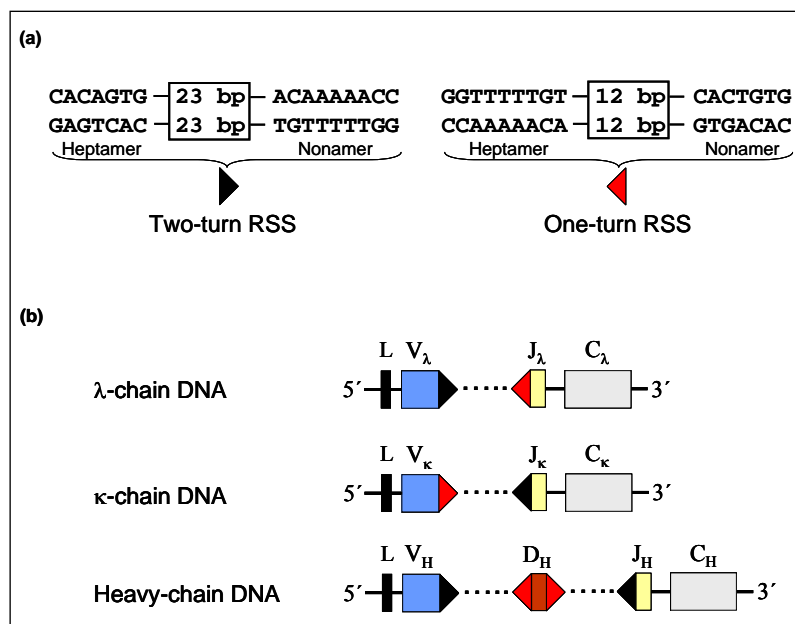 (a)
CACAGTG 23 bp ACAAAAACC GGTTTTTGT 12 bp CACTGTG
GAGTCAC 23 bp TGTTTTTGG CCAAAAACA 12 bp GTGACAC
Heptamer Nonamer Heptamer Nonamer
Two-turn RSS One-turn RSS
(b)
L Vλ Jλ Cλ
λ-chain DNA 5´ 3´
L Vκ Jκ Cκ
κ-chain DNA 5´ 3´
L VH DH JH CH
Heavy-chain DNA 5´ 3´